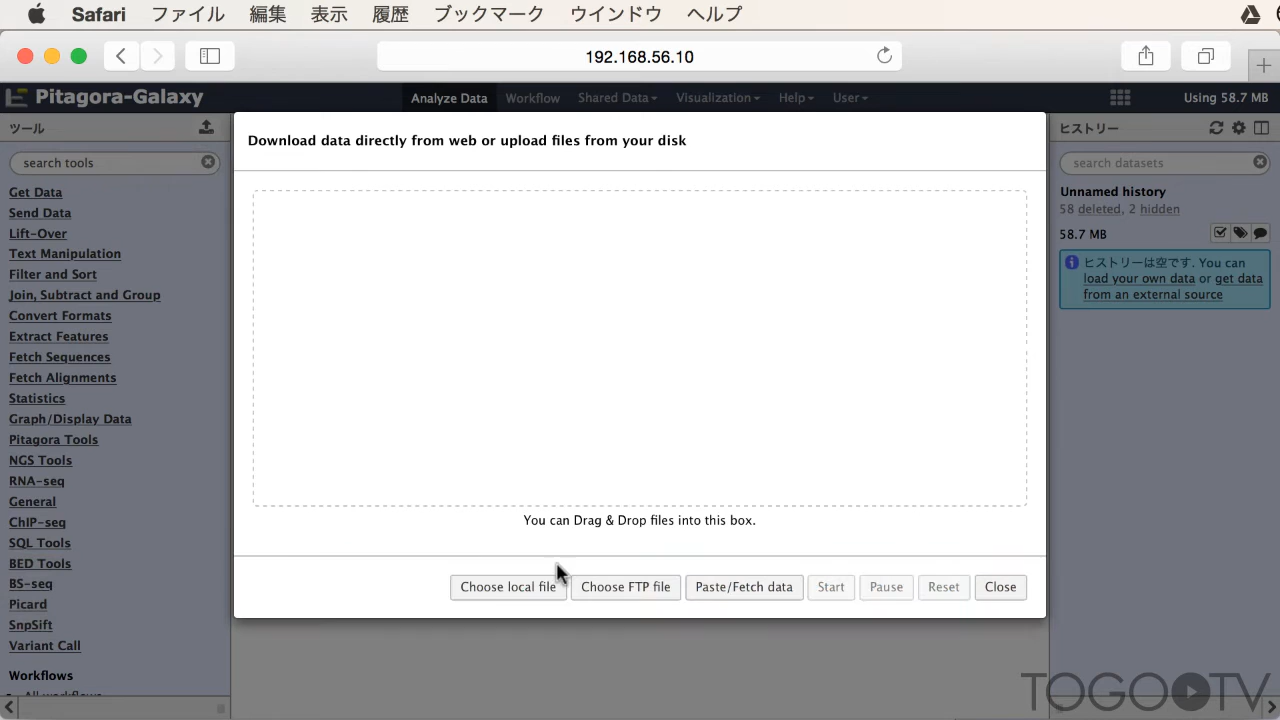 Safari ファイル 編集 表示 履歴 ブックマーク ウインドウ ヘルプ
192.168.56.10
Pitagora-Galaxy
Analyze Data Workflow Shared Data Visualization Help User
Using 58.7 MB
ツール
search tools
Get Data
Send Data
Lift-Over
Text Manipulation
Filter and Sort
Join, Subtract and Group
Convert Formats
Extract Features
Fetch Sequences
Fetch Alignments
Statistics
Graph/Display Data
Pitagora Tools
NGS Tools
RNA-seq
General
ChIP-seq
SQL Tools
BED Tools
BS-seq
Picard
SnpSift
Variant Call
Workflows
All workflows
Download data directly from web or upload files from your disk
You can Drag & Drop files into this box.
Choose local file Choose FTP file Paste/Fetch data Start Pause Reset Close
ヒストリー
search datasets
Unnamed history
58 deleted, 2 hidden
58.7 MB
ヒストリーは空です. You can
load your own data or get data
from an external source
TOGO TV